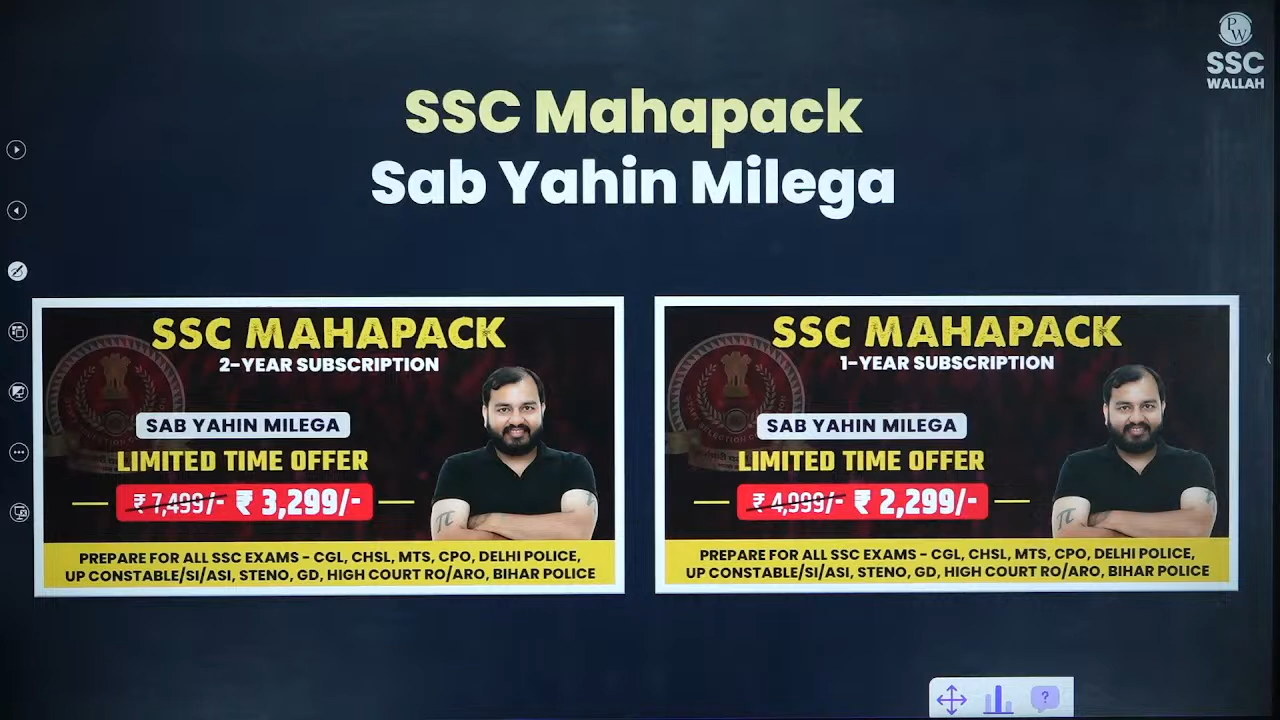 PW
SSC
WALLAH
SSC Mahapack
Sab Yahin Milega
SSC MAHAPACK
2-YEAR SUBSCRIPTION
SAB YAHIN MILEGA
LIMITED TIME OFFER
₹ 7,499/- ₹ 3,299/-
PREPARE FOR ALL SSC EXAMS - CGL, CHSL, MTS, CPO, DELHI POLICE,
UP CONSTABLE/SI/ASI, STENO, GD, HIGH COURT RO/ARO, BIHAR POLICE
SSC MAHAPACK
1-YEAR SUBSCRIPTION
SAB YAHIN MILEGA
LIMITED TIME OFFER
₹ 4,999/- ₹ 2,299/-
PREPARE FOR ALL SSC EXAMS - CGL, CHSL, MTS, CPO, DELHI POLICE,
UP CONSTABLE/SI/ASI, STENO, GD, HIGH COURT RO/ARO, BIHAR POLICE